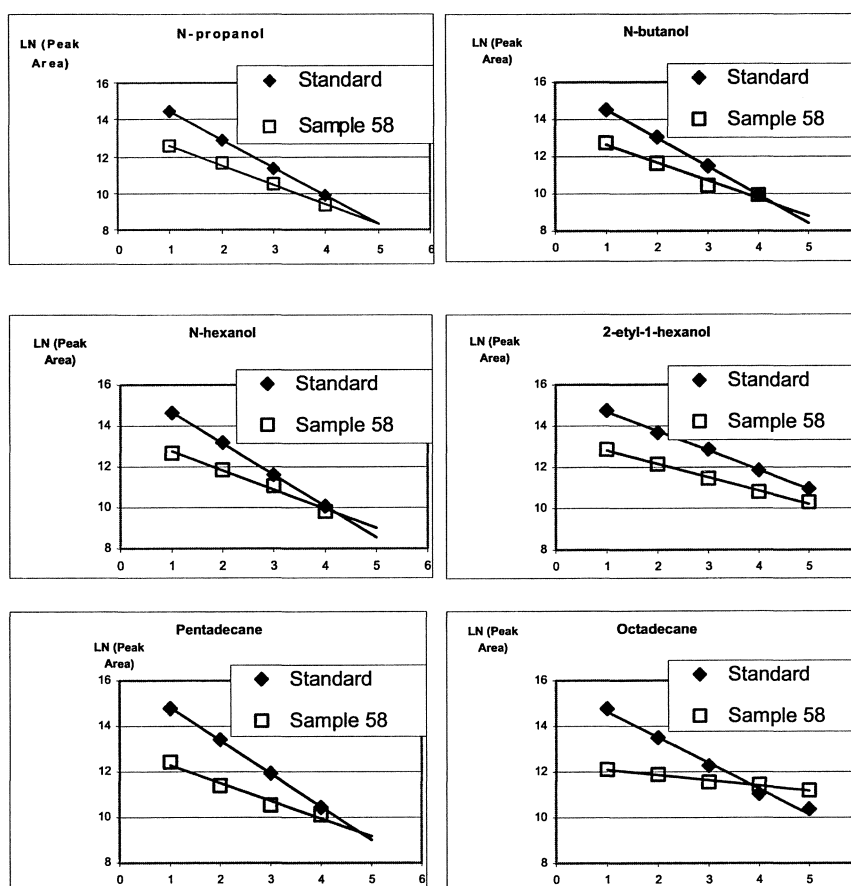 N-propanol
LN (Peak
Area)
Standard
Sample 58
16
14
12
10
8
0 1 2 3 4 5 6
N-butanol
LN (Peak
Area)
Standard
Sample 58
16
14
12
10
8
0 1 2 3 4 5
N-hexanol
LN (Peak
Area)
Standard
Sample 58
16
14
12
10
8
0 1 2 3 4 5 6
2-etyl-1-hexanol
LN (Peak
Area)
Standard
Sample 58
16
14
12
10
8
0 1 2 3 4 5
Pentadecane
LN (Peak
Area)
Standard
Sample 58
16
14
12
10
8
0 1 2 3 4 5 6
Octadecane
LN (Peak
Area)
Standard
Sample 58
16
14
12
10
8
0 1 2 3 4 5